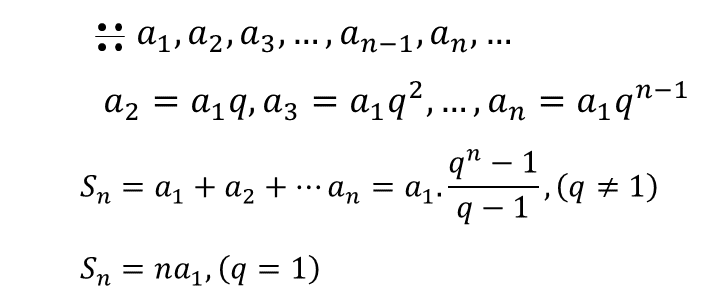 ∺ a₁, a₂, a₃, …, aₙ₋₁, aₙ, …
a₂ = a₁q, a₃ = a₁q², …, aₙ = a₁qⁿ⁻¹
Sₙ = a₁ + a₂ + ⋯ aₙ = a₁. (qⁿ − 1)/(q − 1), (q ≠ 1)
Sₙ = na₁, (q = 1)